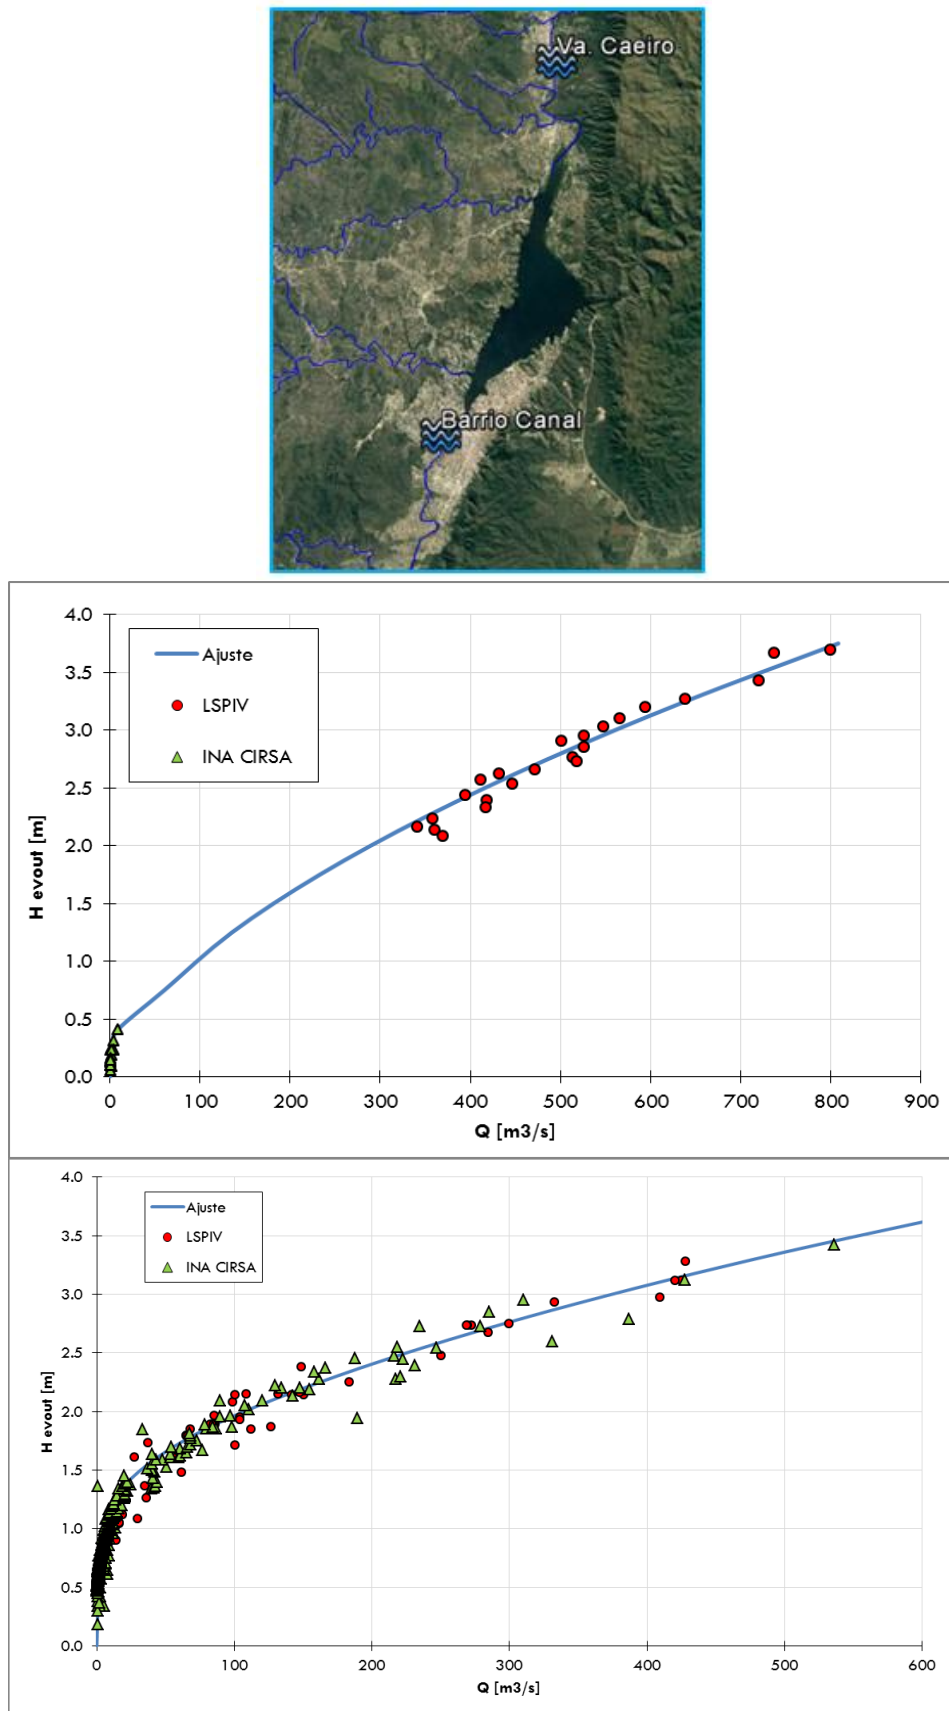 Va. Caeiro
Barrio Canal
4.0
3.5
3.0
2.5
2.0
1.5
1.0
0.5
0.0
H evout [m]
Ajuste
LSPIV
INA CIRSA
0 100 200 300 400 500 600 700 800 900
Q [m3/s]
4.0
3.5
3.0
2.5
2.0
1.5
1.0
0.5
0.0
H evout [m]
Ajuste
LSPIV
INA CIRSA
0 100 200 300 400 500 600
Q [m3/s]